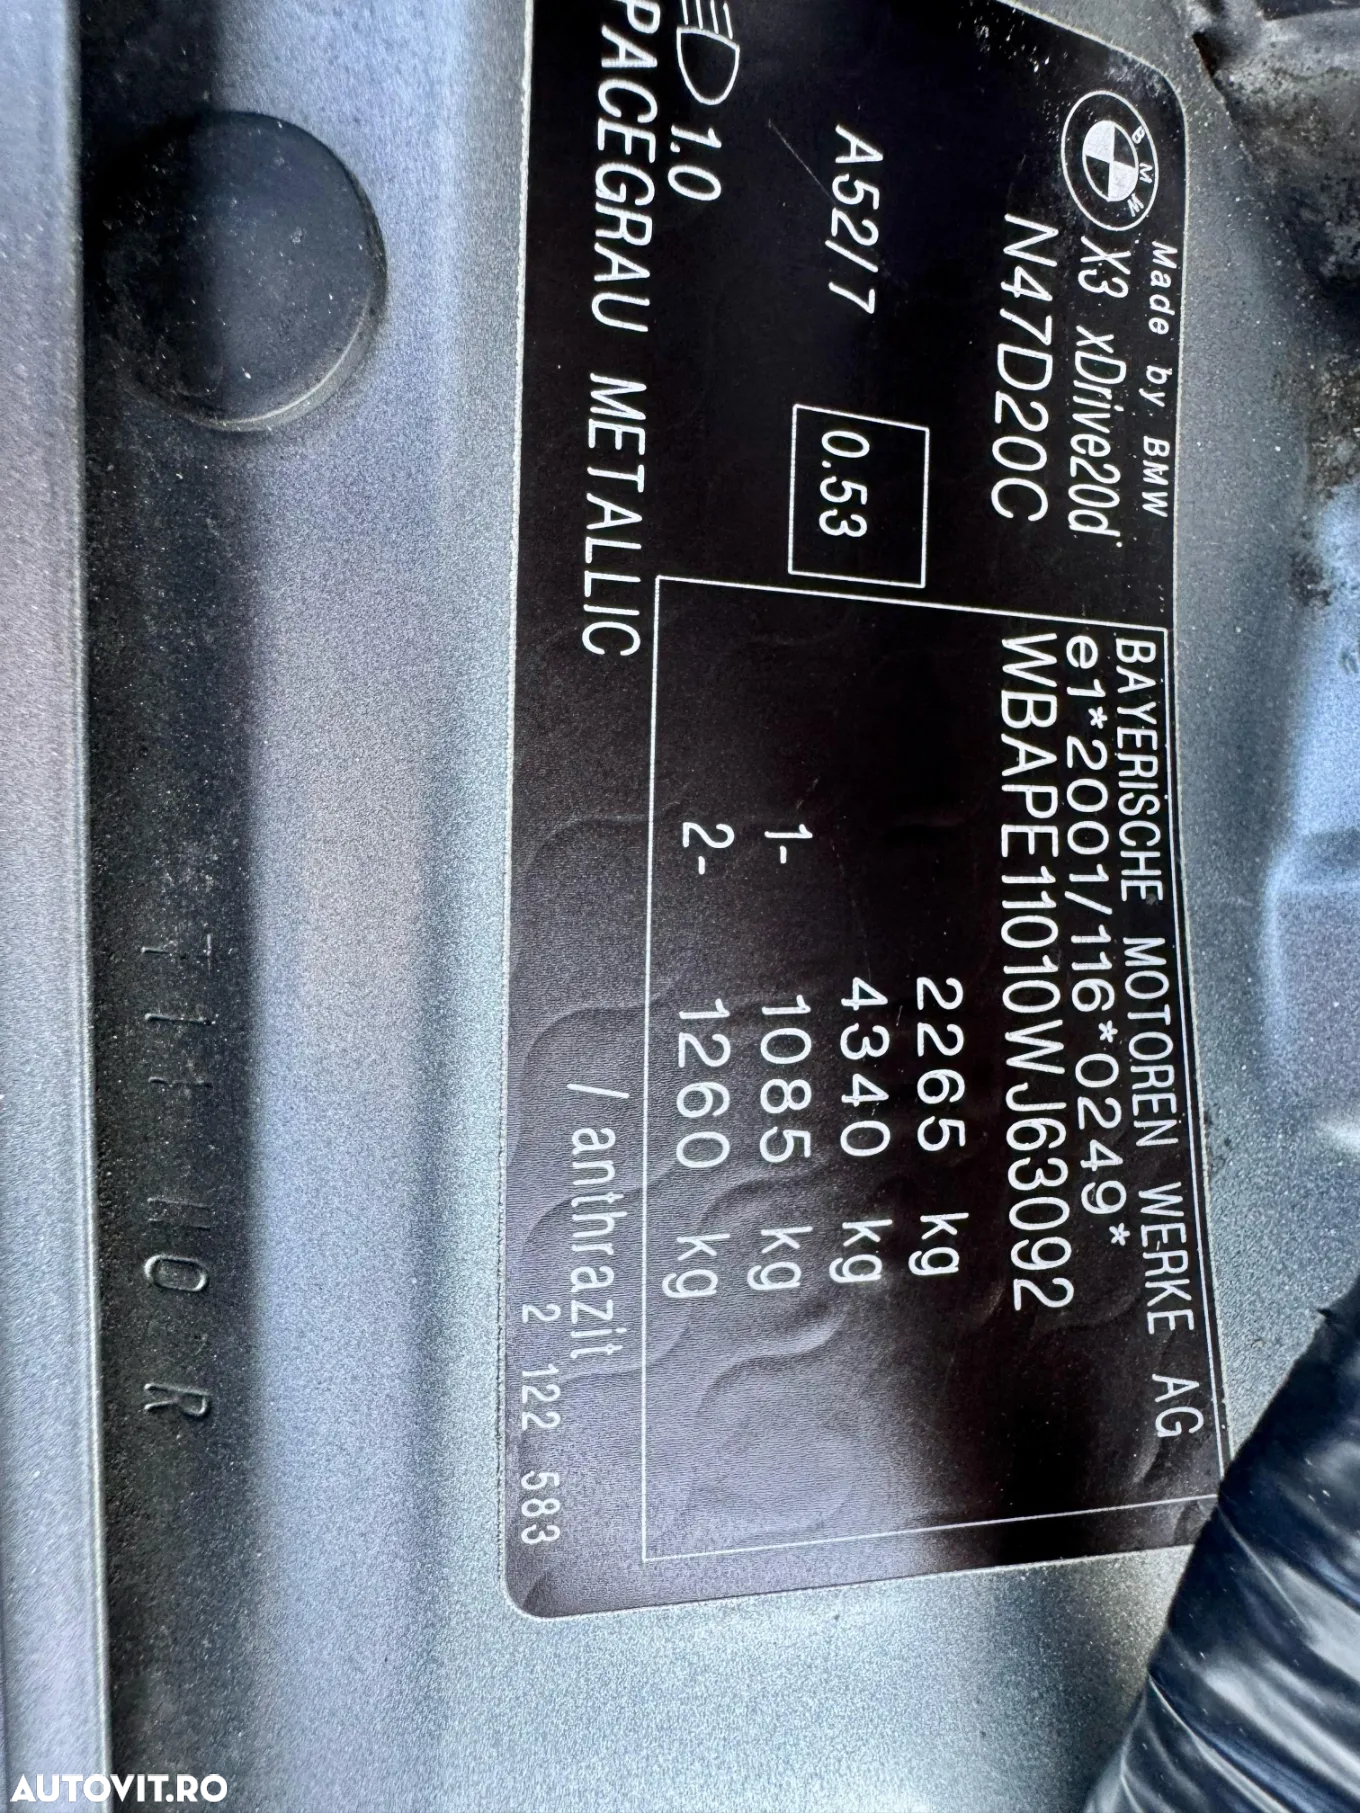 Made by BMW
BMW
X3 xDrive20d
N47D20C
A52/7
0.53
1.0
PACEGRAU METALLIC
BAYERISCHE MOTOREN WERKE AG
e1*2001/116*0249*
WBAPE11010WJ63092
2265 kg
4340 kg
1- 1085 kg
2- 1260 kg
/ anthrazit
2 122 583
AUTOVIT.RO